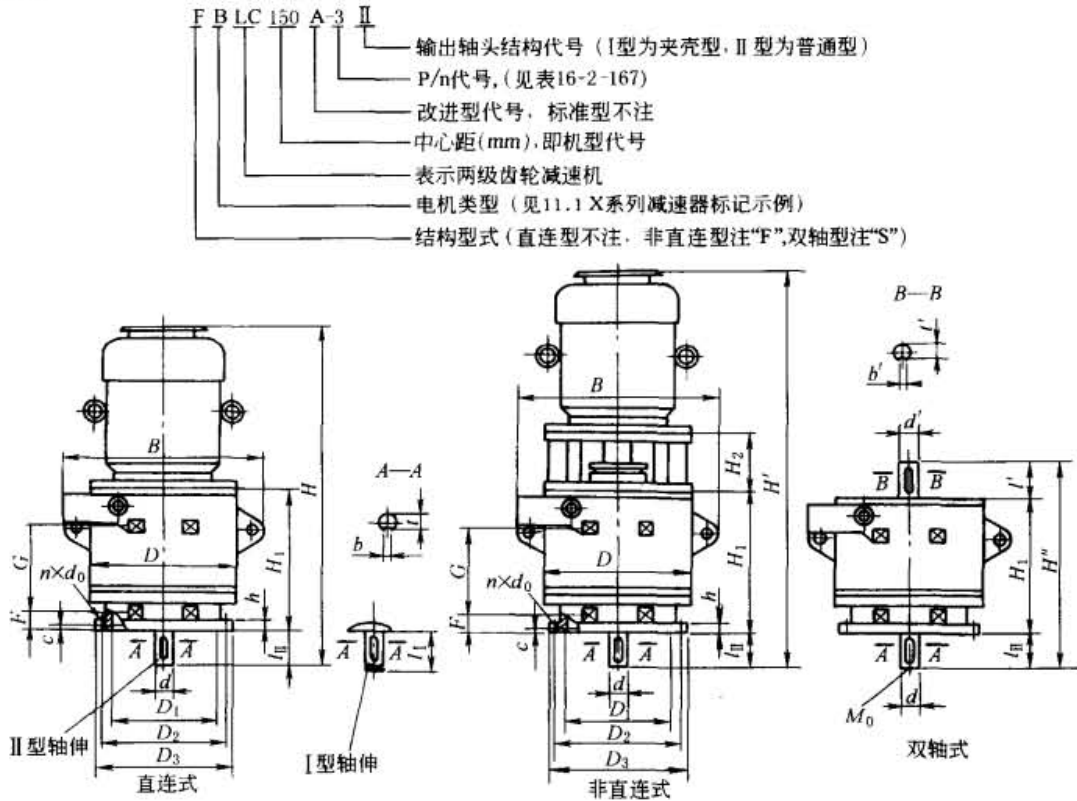 F B LC 150 A-3 Ⅱ
输出轴头结构代号（Ⅰ型为夹壳型，Ⅱ型为普通型）
P/n代号,(见表16-2-167)
改进型代号，标准型不注
中心距(mm),即机型代号
表示两级齿轮减速机
电机类型（见11.1 X系列减速器标记示例）
结构型式（直连型不注，非直连型注“F”,双轴型注“S”）
B
H
A—A
t
b
G
D
H₁
n×d₀
h
F
c
A A
lⅡ
d
D₁
D₂
D₃
Ⅱ型轴伸
直连式
A A
lⅠ
Ⅰ型轴伸
B
H₂
H′
G
D
H₁
n×d₀
h
F
c
A A
lⅡ
d
D
D₂
D₃
非直连式
B—B
t′
b′
d′
B B
l′
H₁
H″
A A
lⅡ
M₀
d
双轴式